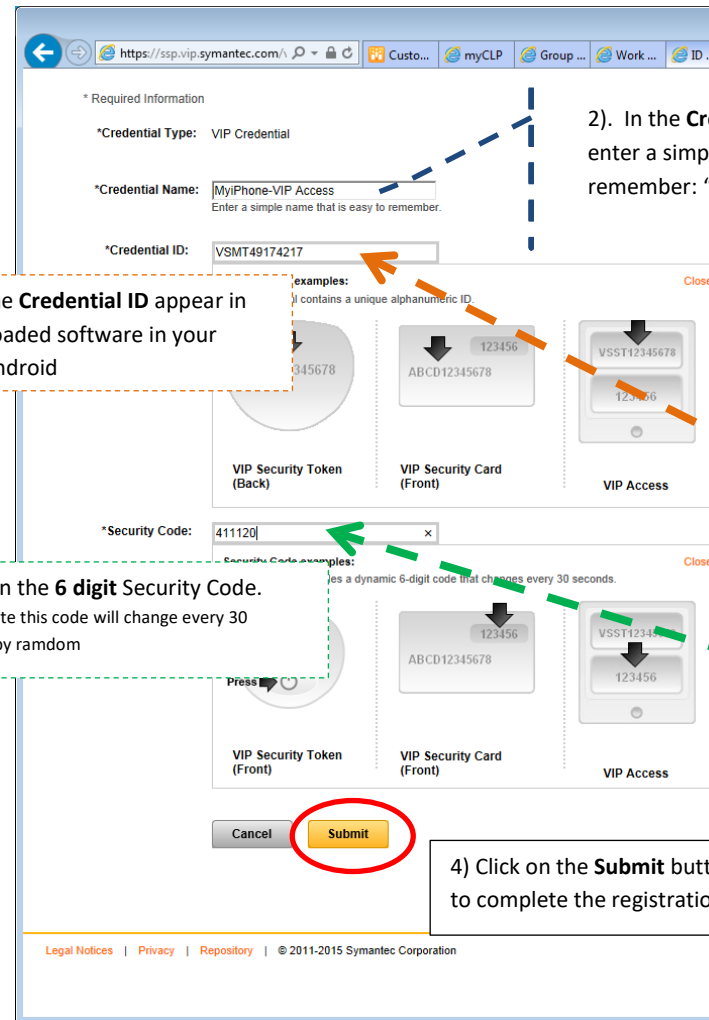 https://ssp.vip.symantec.com/
Custo...
myCLP
Group ...
Work ...
ID .
* Required Information
*Credential Type: VIP Credential
2). In the Cre
enter a simp
remember: “
*Credential Name: MyiPhone-VIP Access
Enter a simple name that is easy to remember.
*Credential ID: VSMT49174217
examples:
Close
l contains a unique alphanumeric ID.
e Credential ID appear in
oaded software in your
ndroid
345678
123456
ABCD12345678
VSST12345678
123456
VIP Security Token
(Back)
VIP Security Card
(Front)
VIP Access
*Security Code: 411120 ×
Security Code examples:
Close
es a dynamic 6-digit code that changes every 30 seconds.
n the 6 digit Security Code.
te this code will change every 30
by ramdom
Press
123456
ABCD12345678
VSST1234
123456
VIP Security Token
(Front)
VIP Security Card
(Front)
VIP Access
Cancel
Submit
4) Click on the Submit butt
to complete the registratio
Legal Notices | Privacy | Repository | © 2011-2015 Symantec Corporation